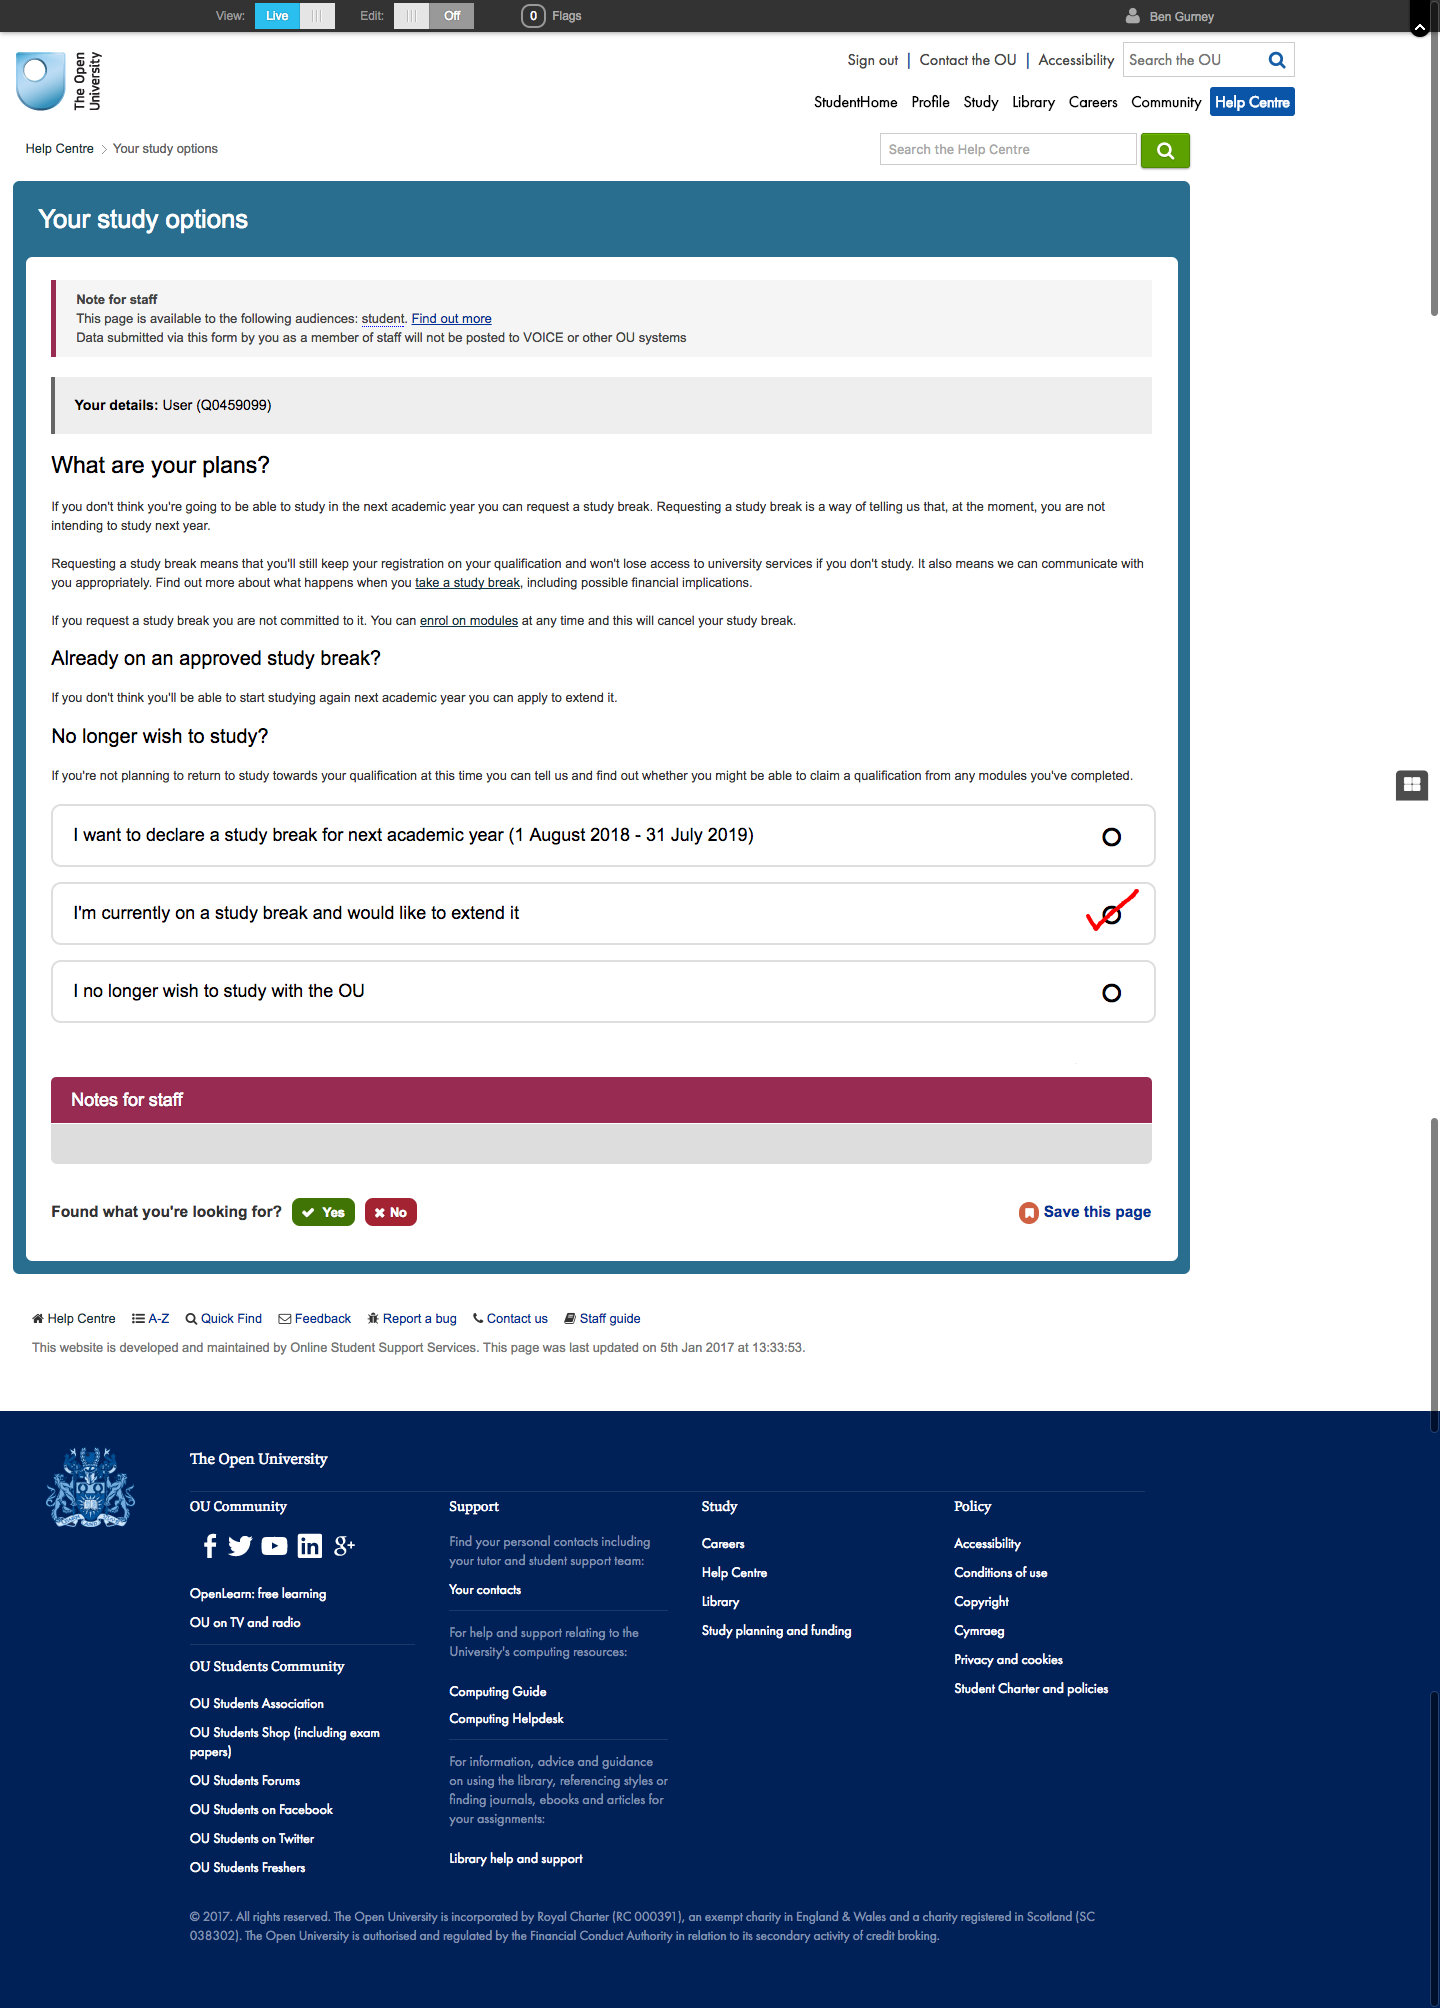 View: Live Edit: Off 0 Flags Ben Gurney
The Open
University
Sign out | Contact the OU | Accessibility Search the OU
StudentHome Profile Study Library Careers Community Help Centre
Help Centre > Your study options Search the Help Centre
Your study options
Note for staff
This page is available to the following audiences: student. Find out more
Data submitted via this form by you as a member of staff will not be posted to VOICE or other OU systems
Your details: User (Q0459099)
What are your plans?
If you don't think you're going to be able to study in the next academic year you can request a study break. Requesting a study break is a way of telling us that, at the moment, you are not
intending to study next year.
Requesting a study break means that you'll still keep your registration on your qualification and won't lose access to university services if you don't study. It also means we can communicate with
you appropriately. Find out more about what happens when you take a study break, including possible financial implications.
If you request a study break you are not committed to it. You can enrol on modules at any time and this will cancel your study break.
Already on an approved study break?
If you don't think you'll be able to start studying again next academic year you can apply to extend it.
No longer wish to study?
If you're not planning to return to study towards your qualification at this time you can tell us and find out whether you might be able to claim a qualification from any modules you've completed.
I want to declare a study break for next academic year (1 August 2018 - 31 July 2019)
I'm currently on a study break and would like to extend it
I no longer wish to study with the OU
Notes for staff
Found what you're looking for? Yes No Save this page
Help Centre A-Z Quick Find Feedback Report a bug Contact us Staff guide
This website is developed and maintained by Online Student Support Services. This page was last updated on 5th Jan 2017 at 13:33:53.
The Open University
OU Community
OpenLearn: free learning
OU on TV and radio
OU Students Community
OU Students Association
OU Students Shop (including exam
papers)
OU Students Forums
OU Students on Facebook
OU Students on Twitter
OU Students Freshers
Support
Find your personal contacts including
your tutor and student support team:
Your contacts
For help and support relating to the
University's computing resources:
Computing Guide
Computing Helpdesk
For information, advice and guidance
on using the library, referencing styles or
finding journals, ebooks and articles for
your assignments:
Library help and support
Study
Careers
Help Centre
Library
Study planning and funding
Policy
Accessibility
Conditions of use
Copyright
Cymraeg
Privacy and cookies
Student Charter and policies
© 2017. All rights reserved. The Open University is incorporated by Royal Charter (RC 000391), an exempt charity in England & Wales and a charity registered in Scotland (SC
038302). The Open University is authorised and regulated by the Financial Conduct Authority in relation to its secondary activity of credit broking.